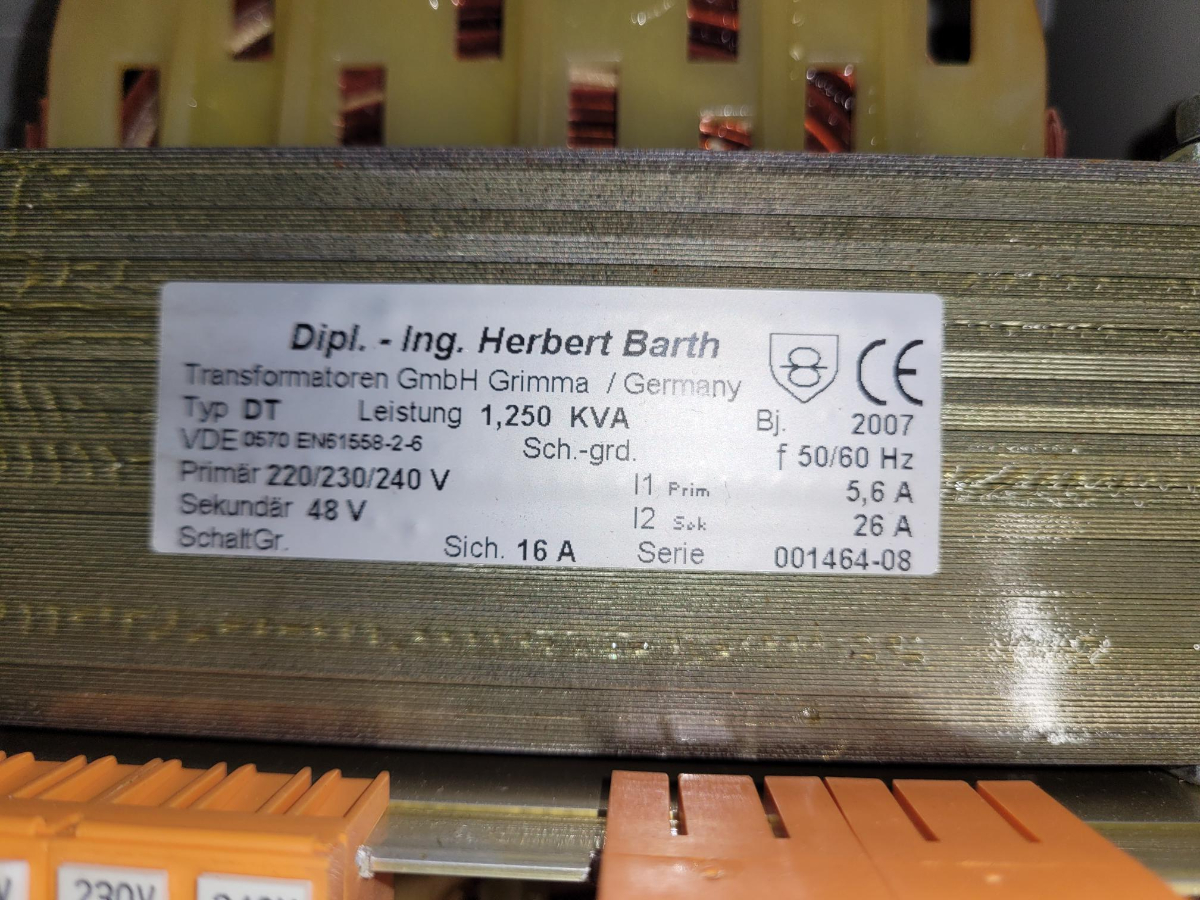 Dipl. - Ing. Herbert Barth
Transformatoren GmbH Grimma / Germany
CE
Typ DT Leistung 1,250 KVA Bj. 2007
VDE 0570 EN61558-2-6 Sch.-grd. f 50/60 Hz
Primär 220/230/240 V I1 Prim 5,6 A
Sekundär 48 V I2 Sek 26 A
SchaltGr. Sich. 16 A Serie 001464-08
230V